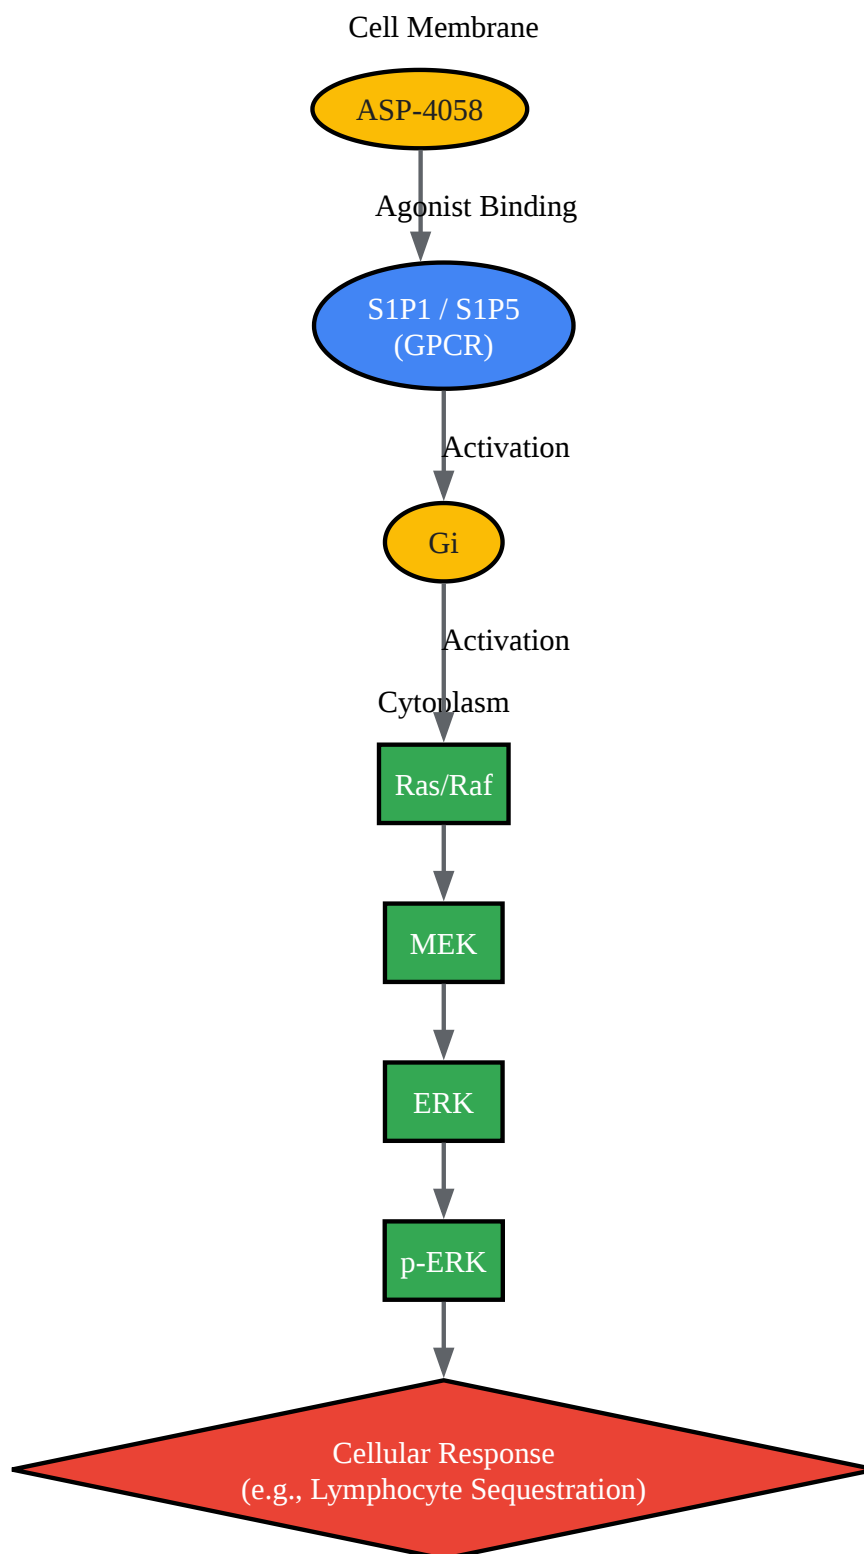 Cell Membrane
ASP-4058
Agonist Binding
S1P1 / S1P5
(GPCR)
Activation
Gi
Activation
Cytoplasm
Ras/Raf
MEK
ERK
p-ERK
Cellular Response
(e.g., Lymphocyte Sequestration)